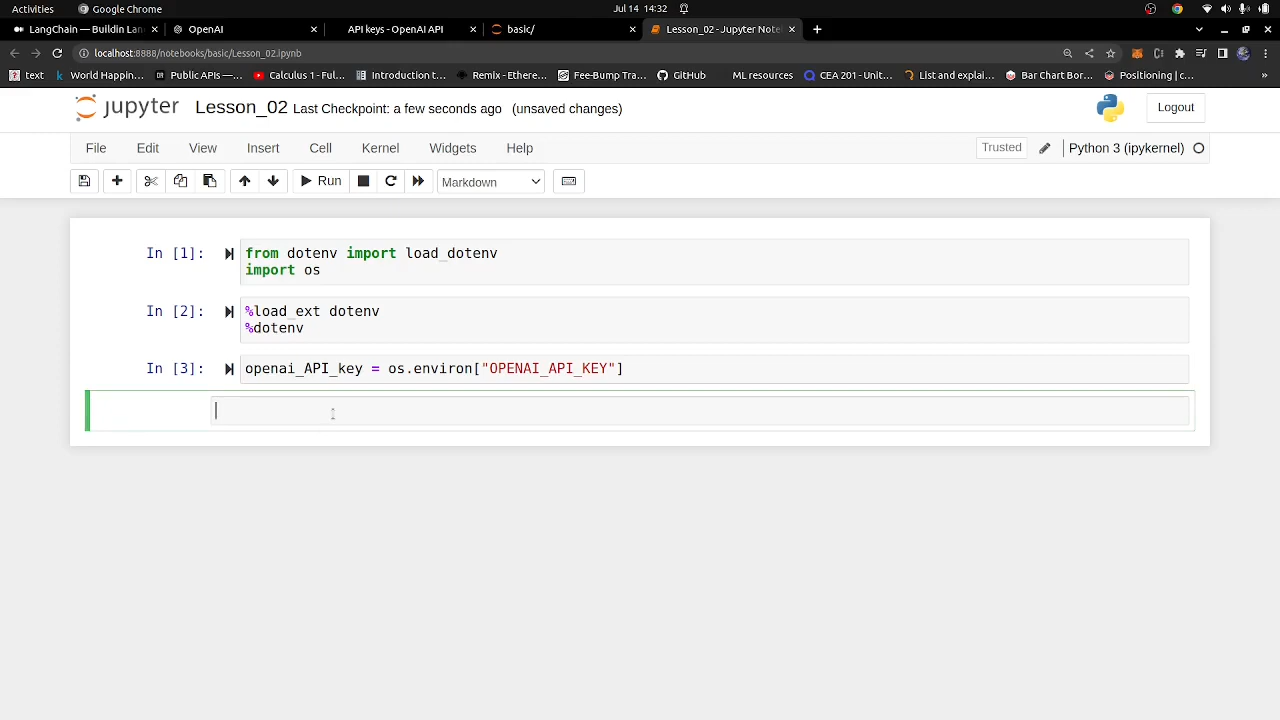 Activities
Google Chrome
Jul 14 14:32
LangChain — Buildin Lan
OpenAI
API keys - OpenAI API
basic/
Lesson_02 - Jupyter Note
localhost:8888/notebooks/basic/Lesson_02.ipynb
text
World Happin...
Public APIs —...
Calculus 1 - Ful...
Introduction t...
Remix - Ethere...
Fee-Bump Tra...
GitHub
ML resources
CEA 201 - Unit...
List and explai...
Bar Chart Bor...
Positioning | c...
»
jupyter
Lesson_02 Last Checkpoint: a few seconds ago (unsaved changes)
Logout
File Edit View Insert Cell Kernel Widgets Help
Trusted
Python 3 (ipykernel)
Run
Markdown
In [1]: from dotenv import load_dotenv
import os
In [2]: %load_ext dotenv
%dotenv
In [3]: openai_API_key = os.environ["OPENAI_API_KEY"]